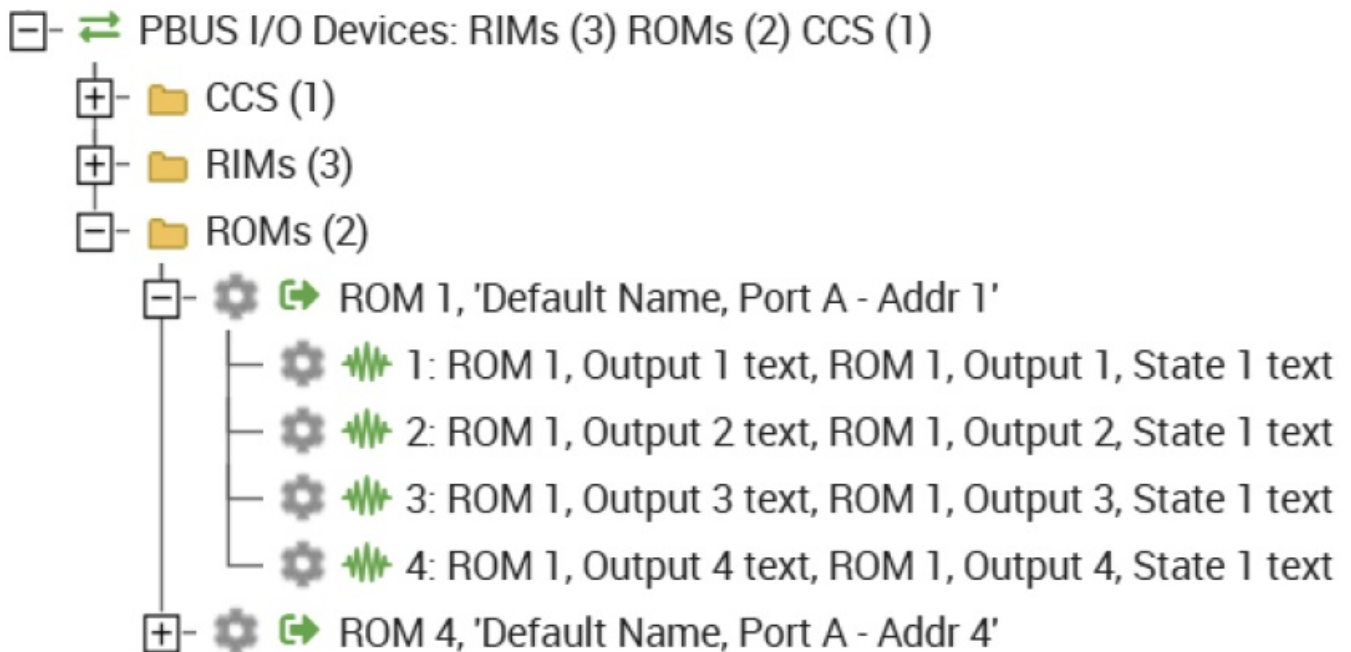 PBUS I/O Devices: RIMs (3) ROMs (2) CCS (1)
CCS (1)
RIMs (3)
ROMs (2)
ROM 1, 'Default Name, Port A - Addr 1'
1: ROM 1, Output 1 text, ROM 1, Output 1, State 1 text
2: ROM 1, Output 2 text, ROM 1, Output 2, State 1 text
3: ROM 1, Output 3 text, ROM 1, Output 3, State 1 text
4: ROM 1, Output 4 text, ROM 1, Output 4, State 1 text
ROM 4, 'Default Name, Port A - Addr 4'